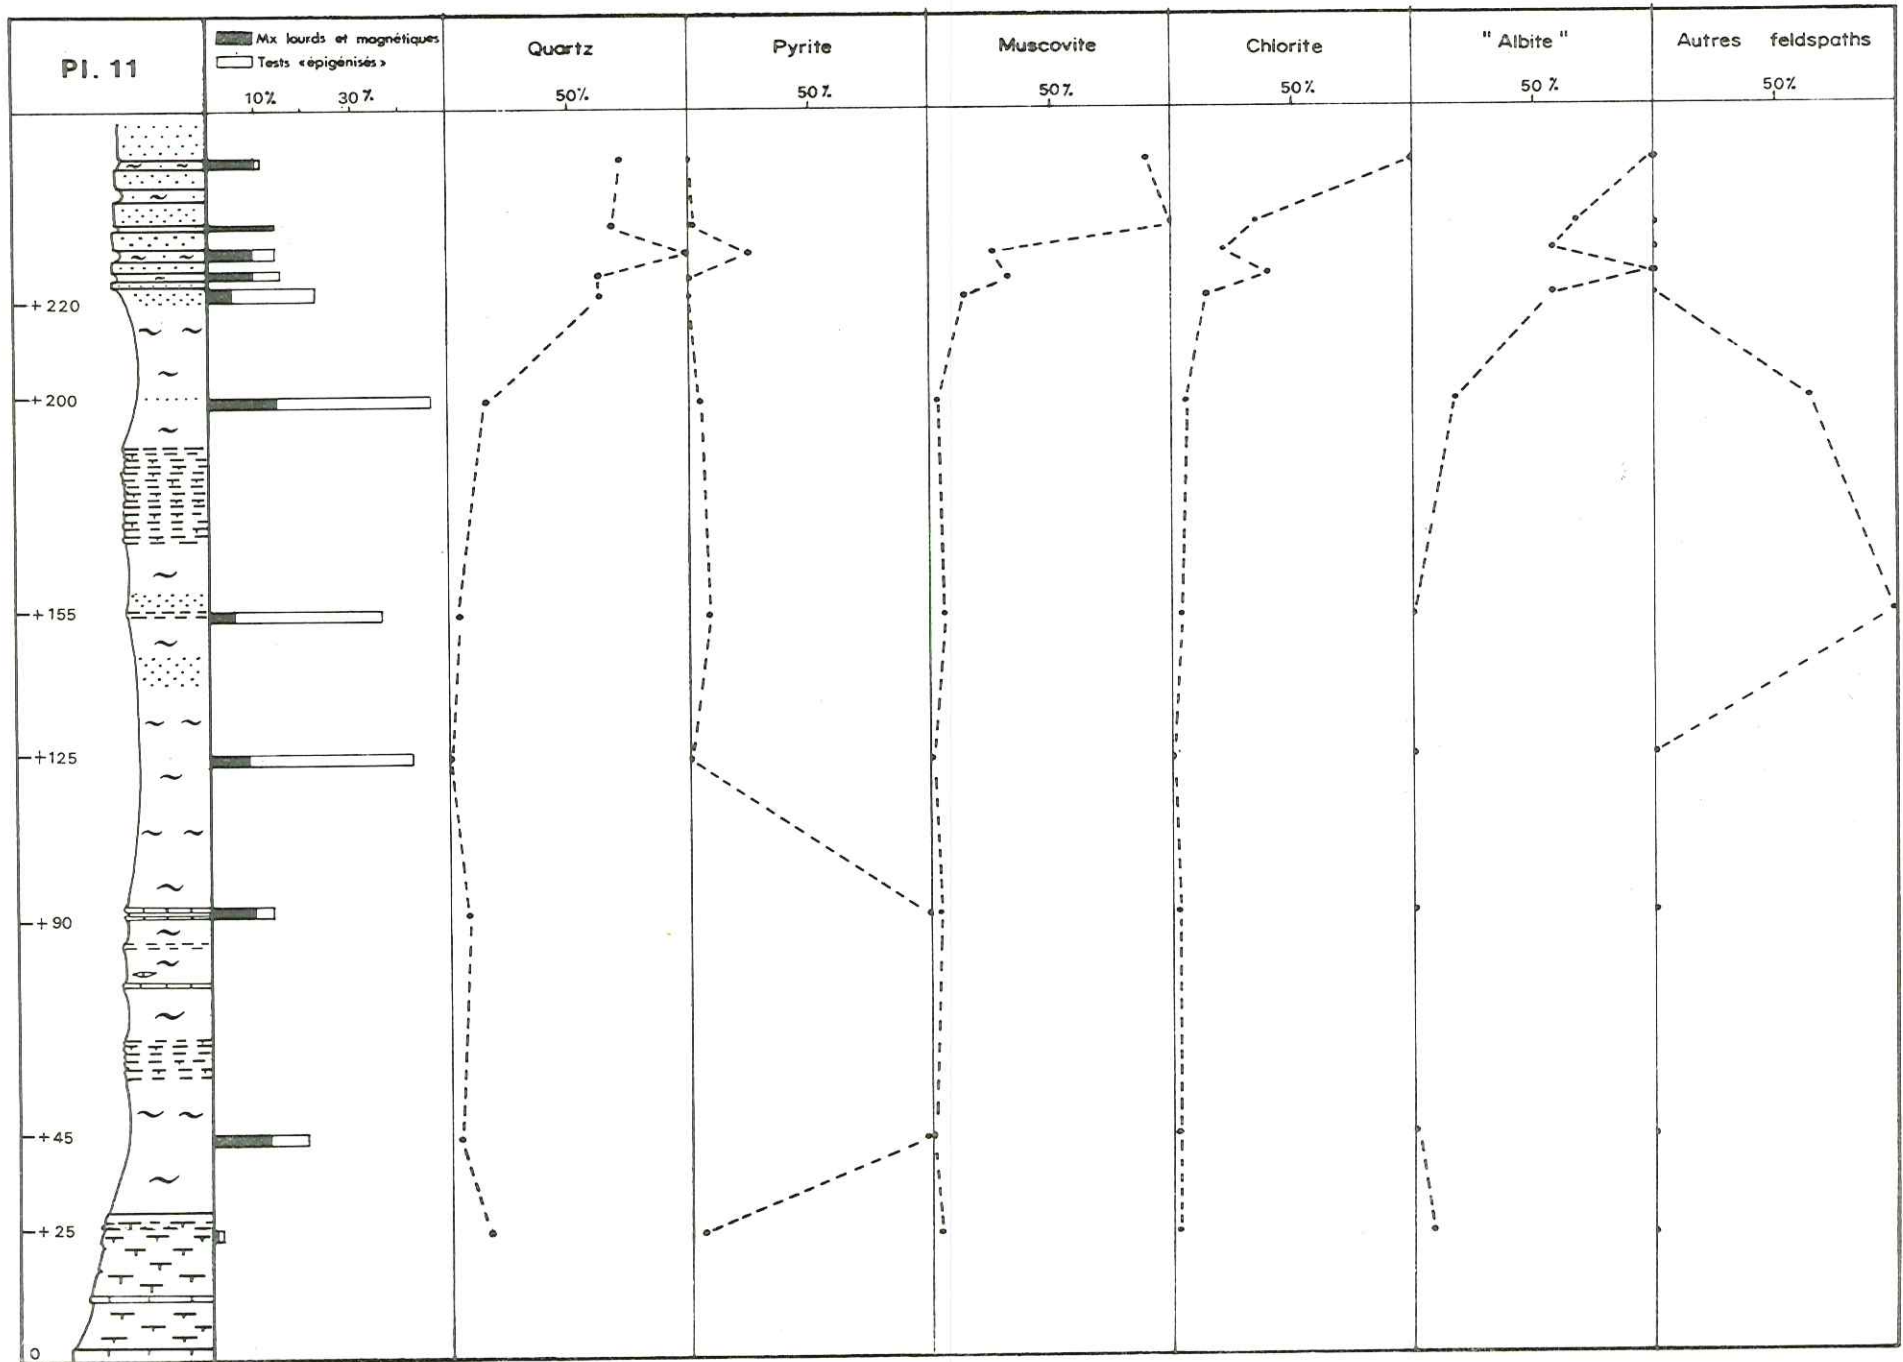 Pl. 11
Mx lourds et magnétiques
Tests «épigénisés»
10% 30%
Quartz
50%
Pyrite
50%
Muscovite
50%
Chlorite
50%
" Albite "
50%
Autres feldspaths
50%
+220
+200
+155
+125
+90
+45
+25
0